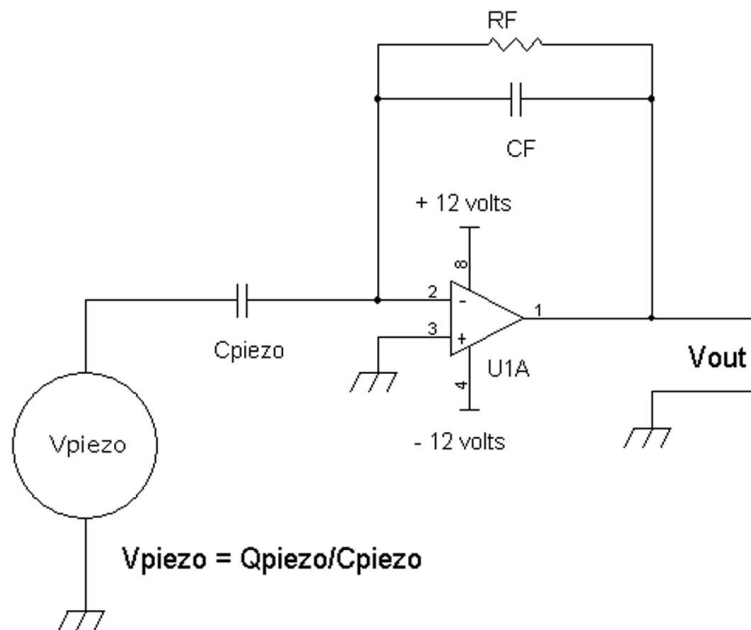 RF
CF
+ 12 volts
8
2
-
1
3
+
Cpiezo
U1A
4
Vout
Vpiezo
- 12 volts
Vpiezo = Qpiezo/Cpiezo